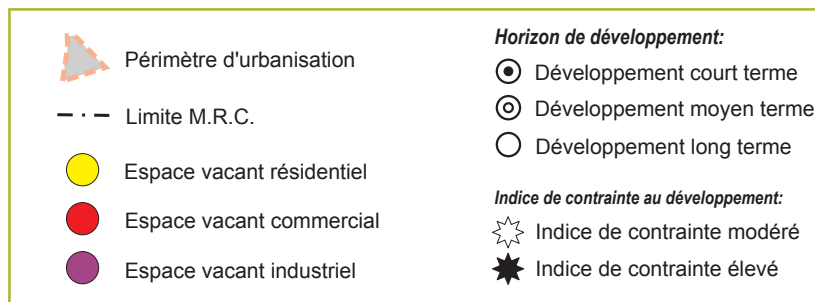 Périmètre d'urbanisation
Limite M.R.C.
Espace vacant résidentiel
Espace vacant commercial
Espace vacant industriel
Horizon de développement:
Développement court terme
Développement moyen terme
Développement long terme
Indice de contrainte au développement:
Indice de contrainte modéré
Indice de contrainte élevé